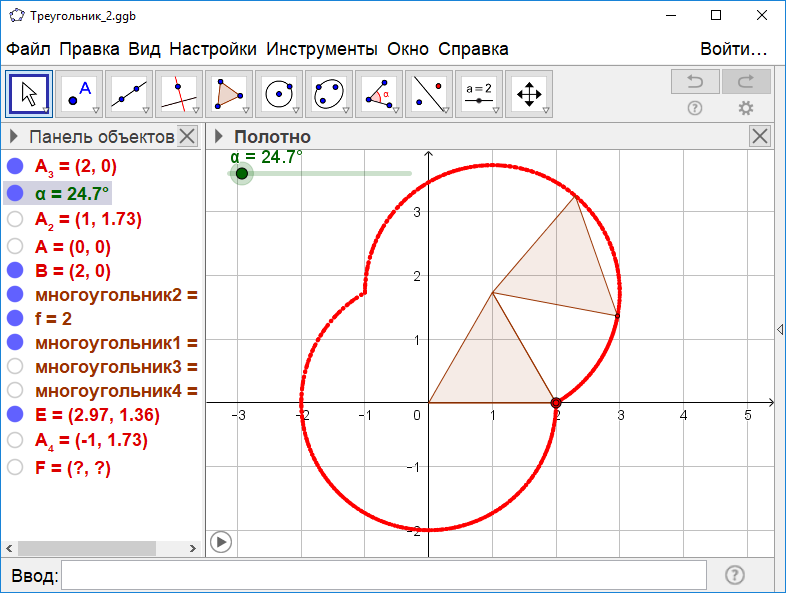 Треугольник_2.ggb
Файл Правка Вид Настройки Инструменты Окно Справка Войти…
A α a = 2
Панель объектов
Полотно
A3 = (2, 0)
α = 24.7°
A2 = (1, 1.73)
A = (0, 0)
B = (2, 0)
многоугольник2 =
f = 2
многоугольник1 =
многоугольник3 =
многоугольник4 =
E = (2.97, 1.36)
A4 = (-1, 1.73)
F = (?, ?)
α = 24.7°
3
2
1
-3 -2 -1 0 1 2 3 4 5
-1
-2
Ввод: